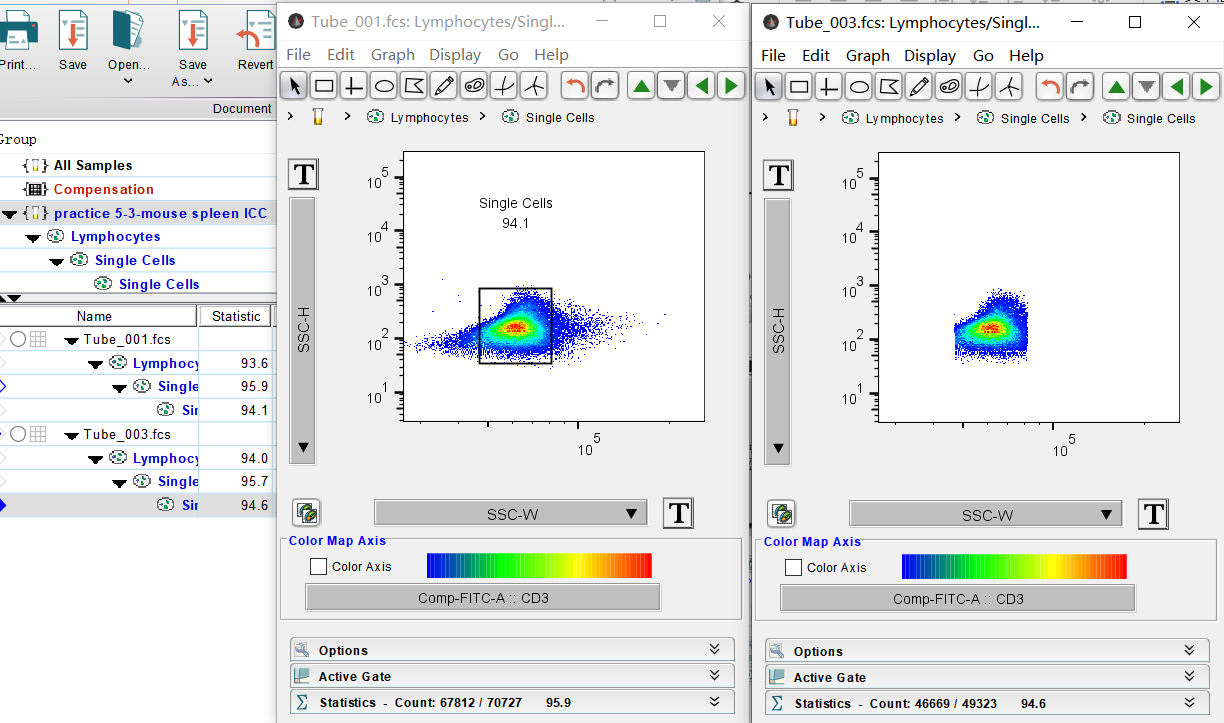 Print...
Save
Open...
Save
As...
Revert
Document
Group
All Samples
Compensation
practice 5-3-mouse spleen ICC
Lymphocytes
Single Cells
Single Cells
Name
Statistic
Tube_001.fcs
Lymphocy
93.6
Single
95.9
Sir
94.1
Tube_003.fcs
Lymphocy
94.0
Single
95.7
Sir
94.6
Tube_001.fcs: Lymphocytes/Singl...
File Edit Graph Display Go Help
Lymphocytes > Single Cells
T
Single Cells
94.1
10^5
10^4
10^3
10^2
10^1
SSC-H
10^5
SSC-W
T
Color Map Axis
Color Axis
Comp-FITC-A :: CD3
Options
Active Gate
Σ Statistics - Count: 67812 / 70727 95.9
Tube_003.fcs: Lymphocytes/Singl...
File Edit Graph Display Go Help
Lymphocytes > Single Cells > Single Cells
T
10^5
10^4
10^3
10^2
10^1
SSC-H
10^5
SSC-W
T
Color Map Axis
Color Axis
Comp-FITC-A :: CD3
Options
Active Gate
Σ Statistics - Count: 46669 / 49323 94.6